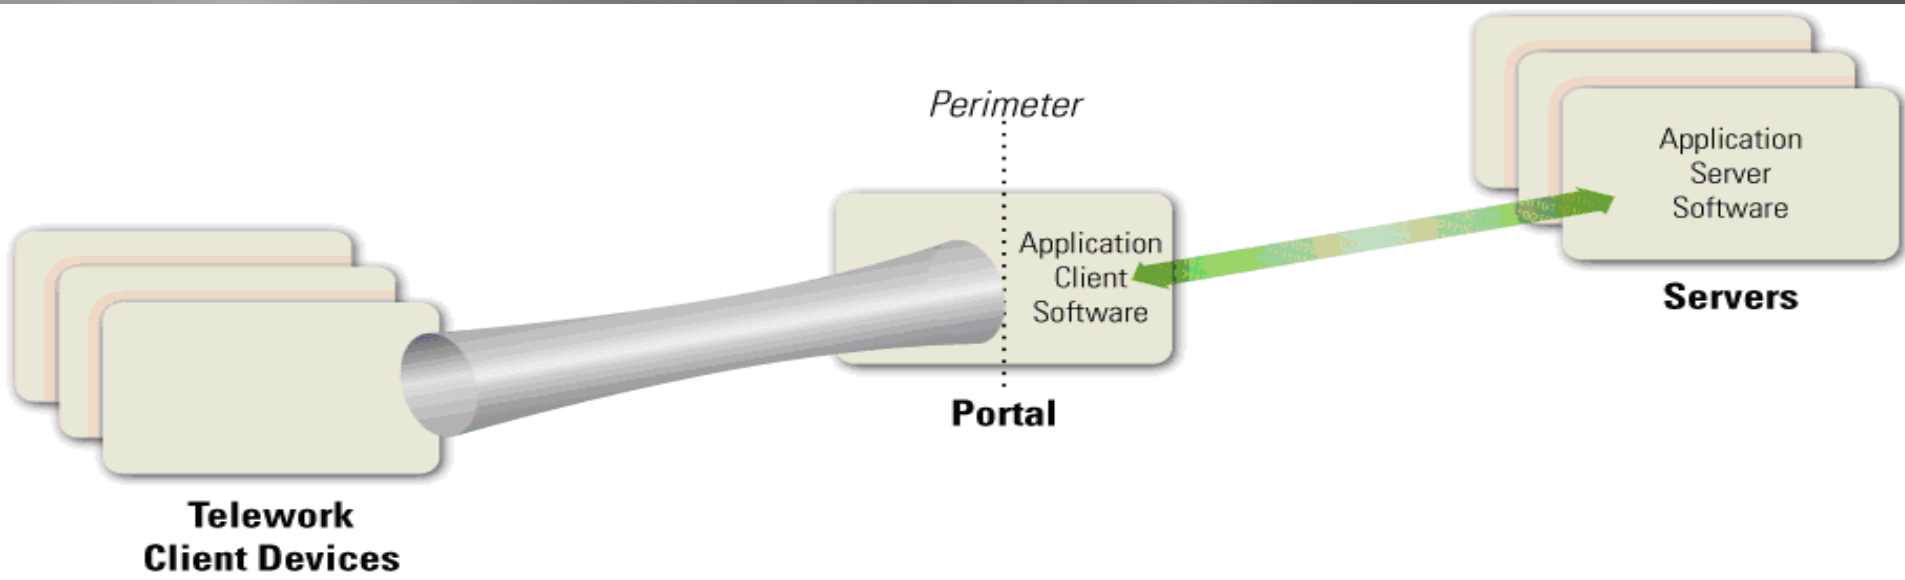 Perimeter
Application
Server
Software
Servers
Application
Client
Software
Portal
Telework
Client Devices